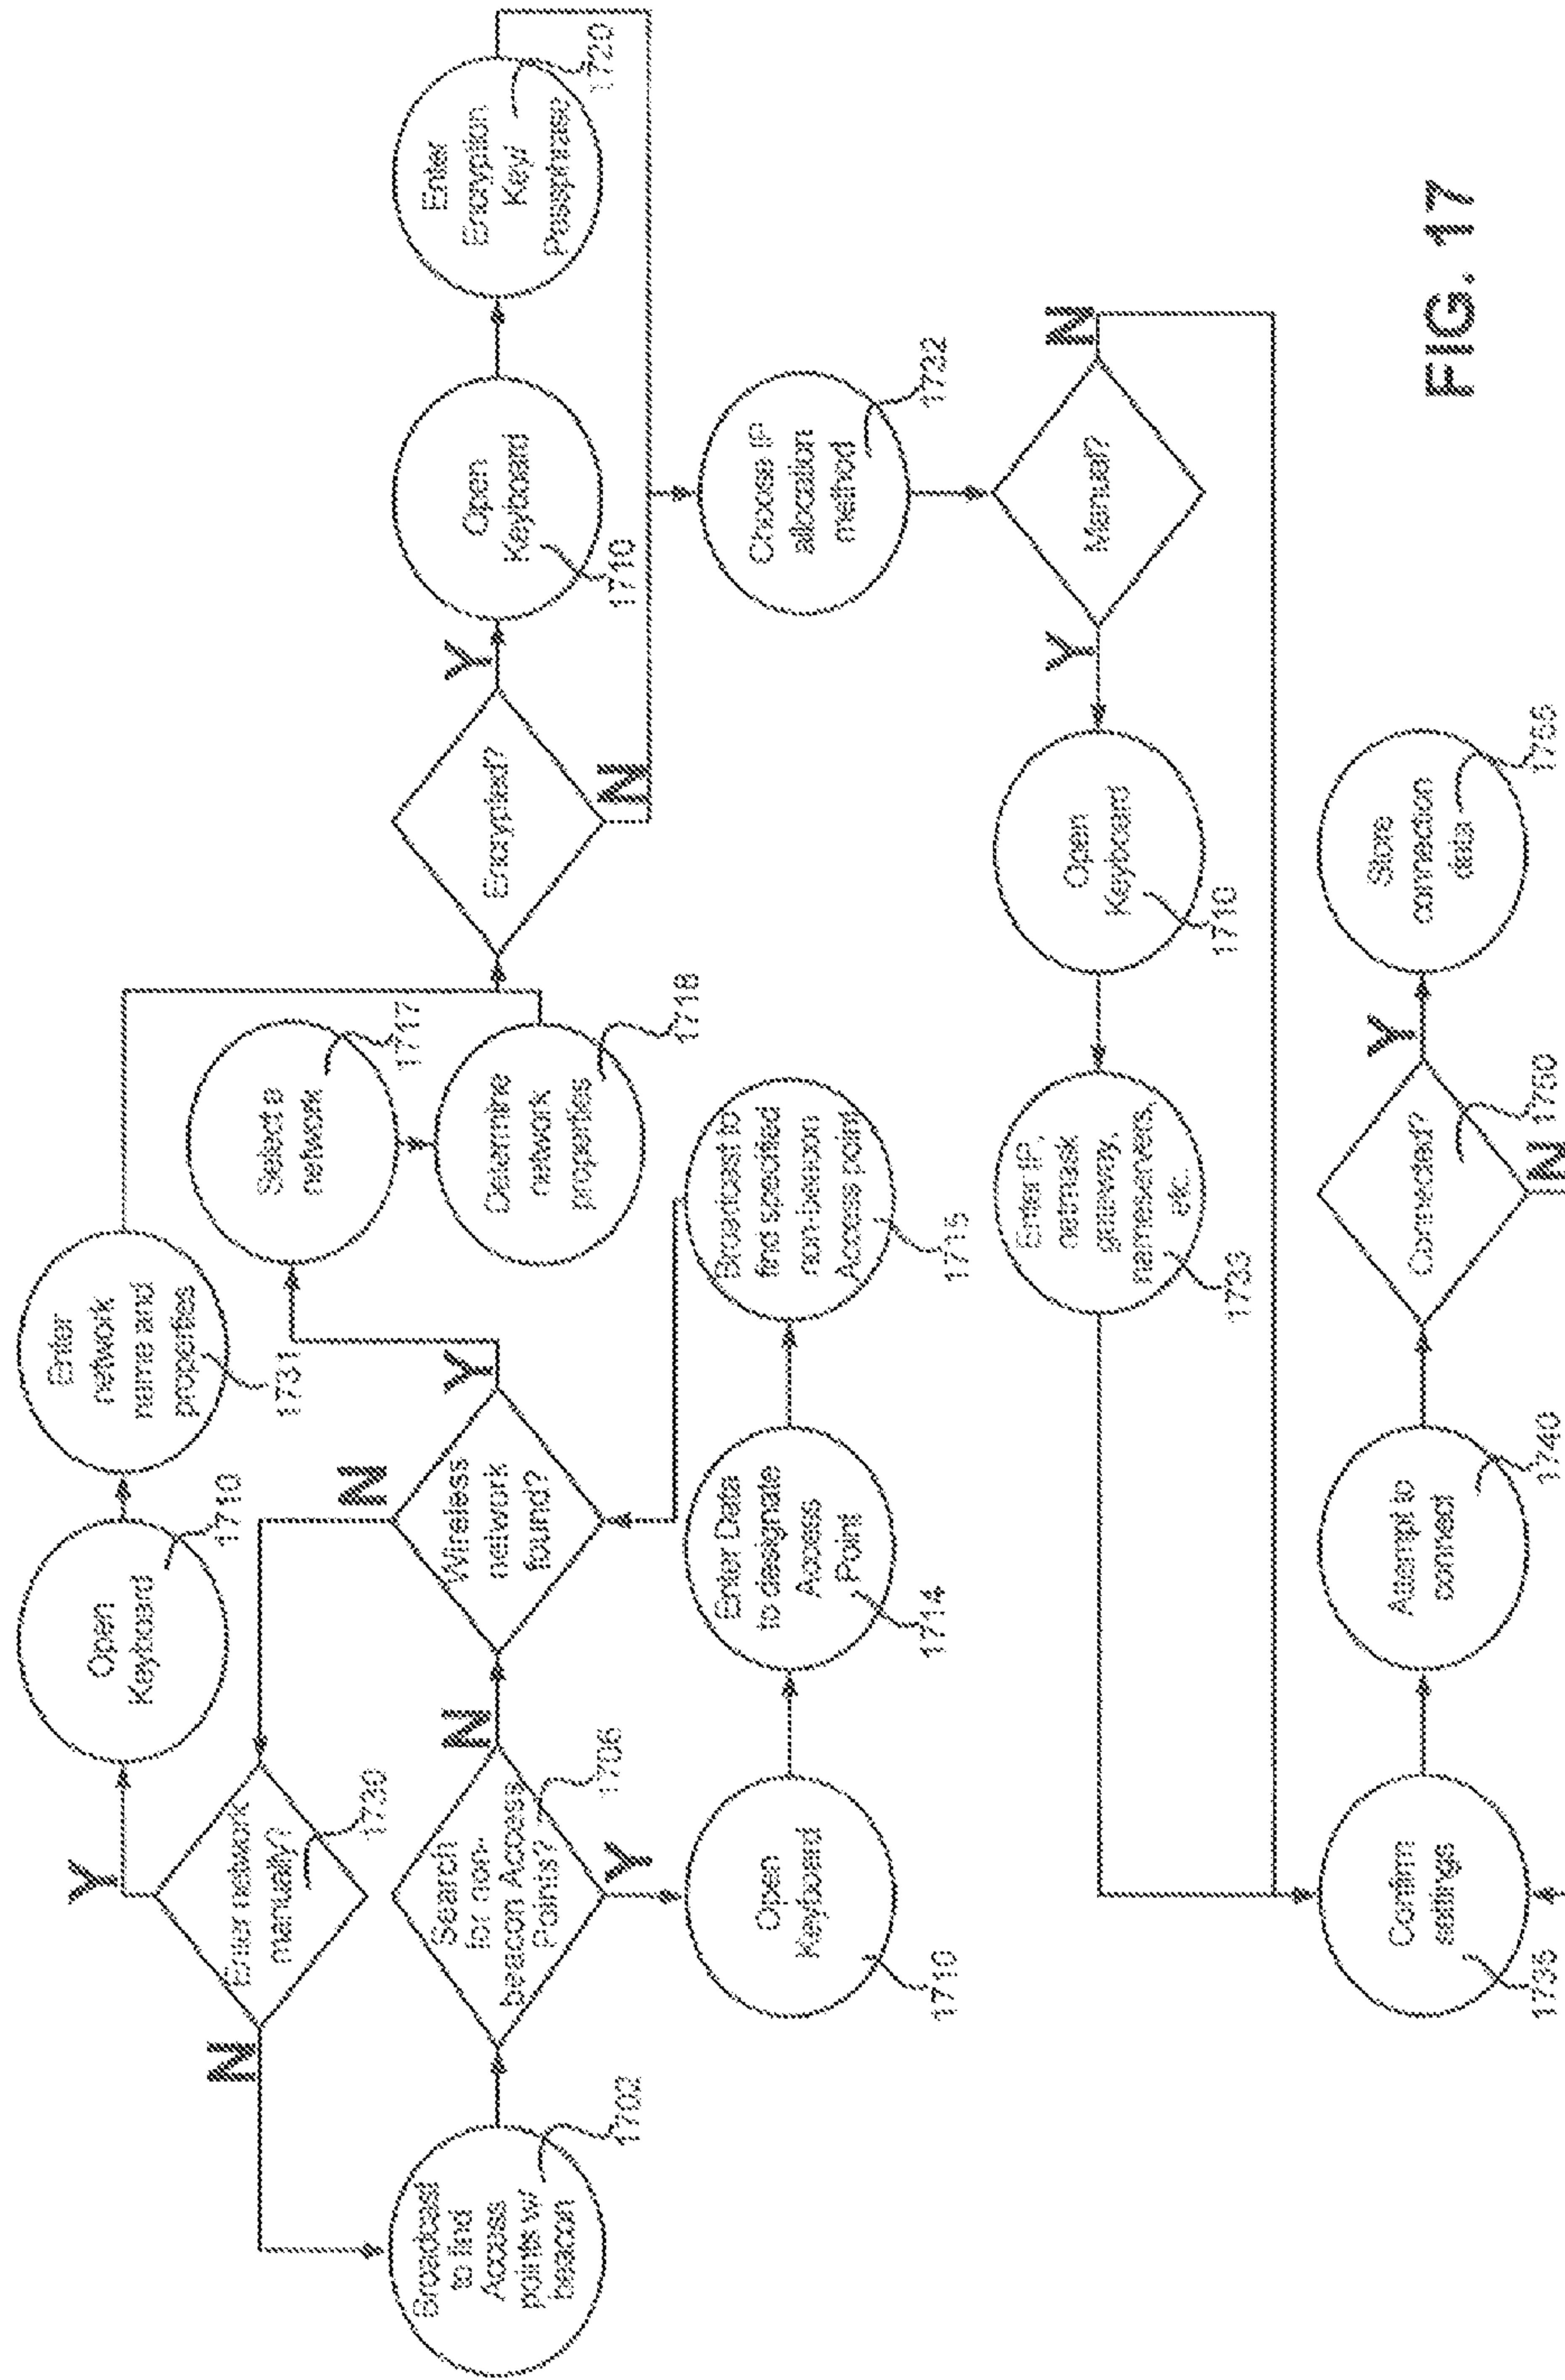 Broadcast
to find
Access
points w/
beacon
1702
N
Enter network
manually?
1730
Y
Search
for non-
beacon Access
Points?
1706
N
Y
Open
Keyboard
1710
Enter
network
name and
properties
1731
Wireless
network
found?
N
Y
Select a
network
1717
Determine
network
properties
1718
Open
Keyboard
1710
Enter Data
to designate
Access
Point
1714
Broadcast to
find specified
non-beacon
Access point
1715
Encrypted?
Y
N
Open
Keyboard
1710
Enter
Encryption
Key/
Passphrase
1720
Choose IP
allocation
method
1732
Manual?
Y
N
Open
Keyboard
1710
Enter IP,
netmask
gateway,
nameservers,
etc.
1733
Confirm
settings
1735
Attempt to
connect
1740
Connected?
1750
Y
N
Store
connection
data
1755
FIG. 17